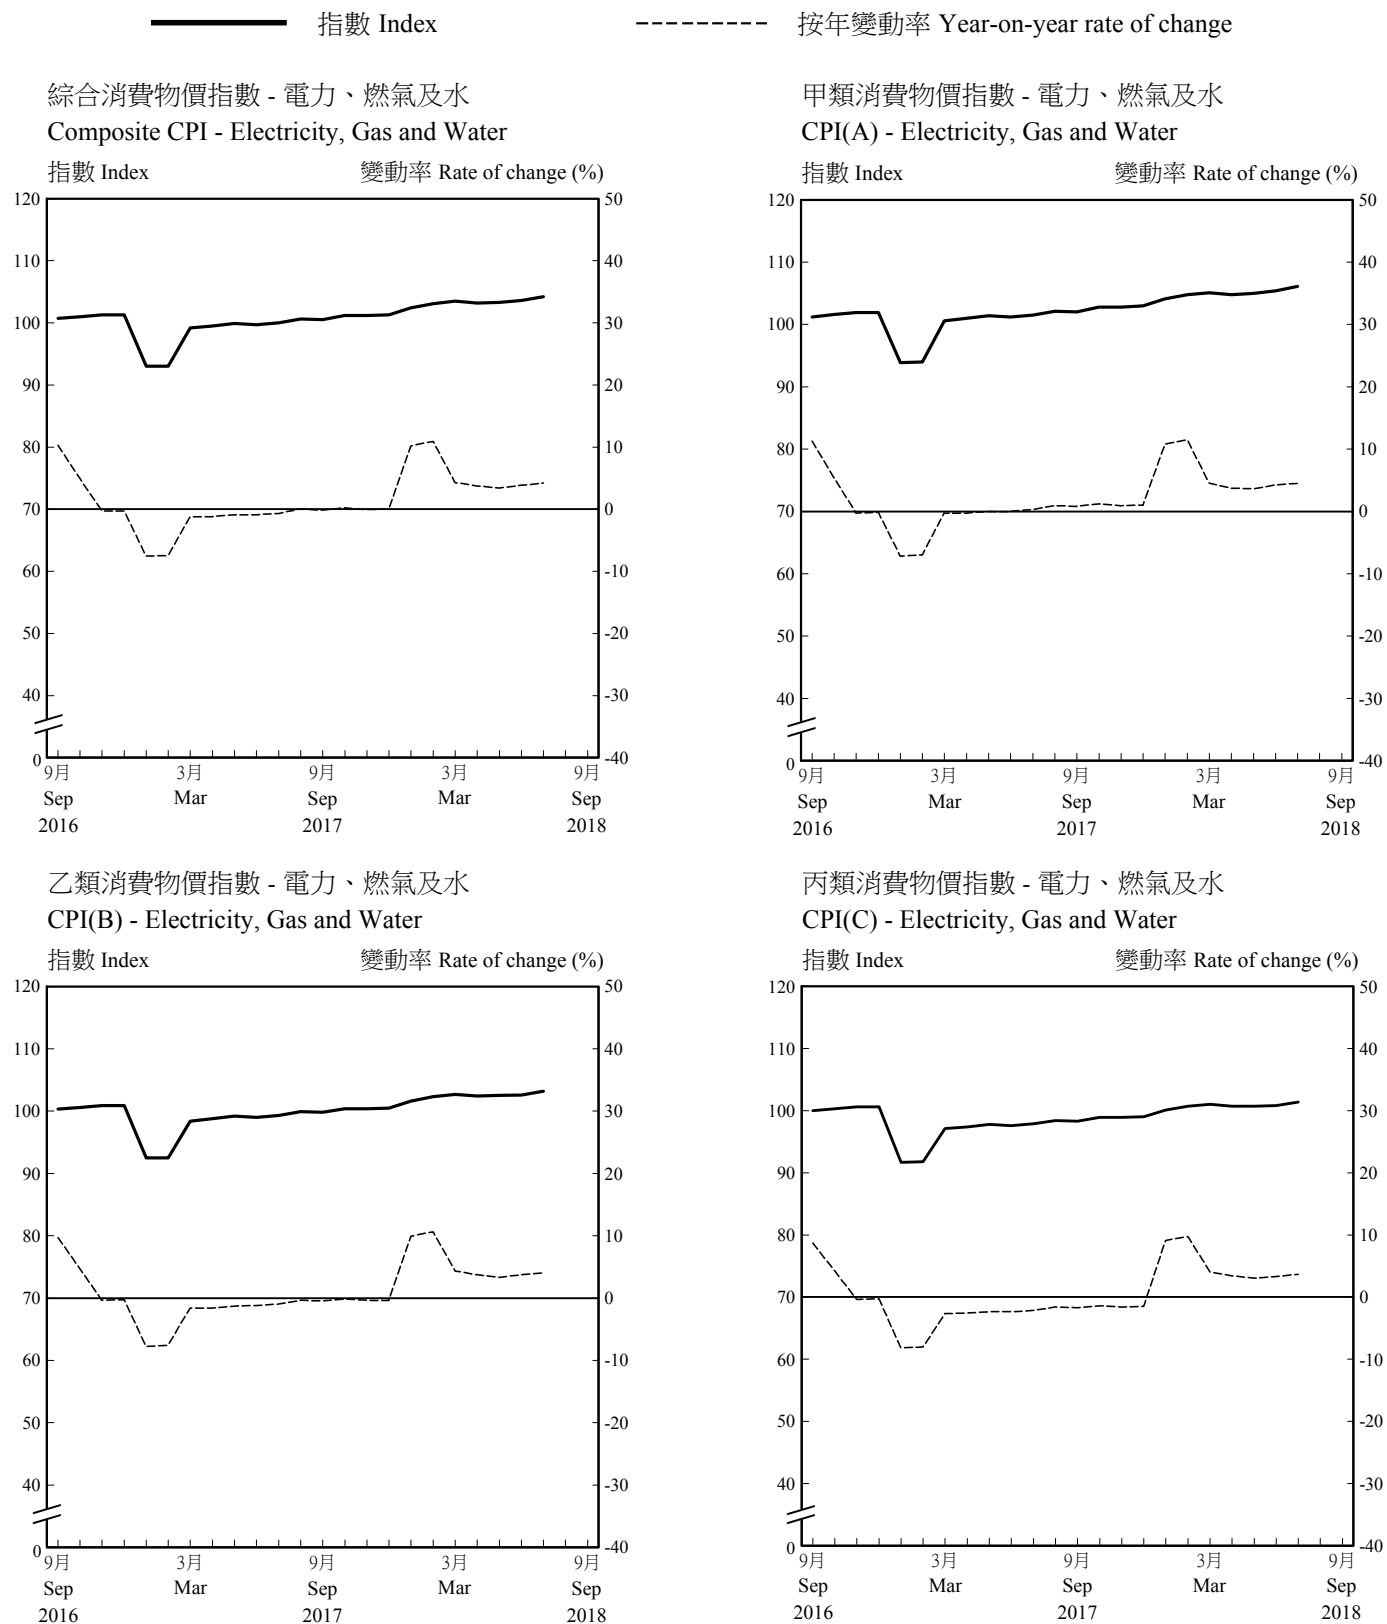 指數 Index 按年變動率 Year-on-year rate of change
綜合消費物價指數 - 電力、燃氣及水
Composite CPI - Electricity, Gas and Water
指數 Index 變動率 Rate of change (%)
120 50
110 40
100 30
90 20
80 10
70 0
60 -10
50 -20
40 -30
0 -40
9月 3月 9月 3月 9月
Sep Mar Sep Mar Sep
2016 2017 2018
甲類消費物價指數 - 電力、燃氣及水
CPI(A) - Electricity, Gas and Water
指數 Index 變動率 Rate of change (%)
120 50
110 40
100 30
90 20
80 10
70 0
60 -10
50 -20
40 -30
0 -40
9月 3月 9月 3月 9月
Sep Mar Sep Mar Sep
2016 2017 2018
乙類消費物價指數 - 電力、燃氣及水
CPI(B) - Electricity, Gas and Water
指數 Index 變動率 Rate of change (%)
120 50
110 40
100 30
90 20
80 10
70 0
60 -10
50 -20
40 -30
0 -40
9月 3月 9月 3月 9月
Sep Mar Sep Mar Sep
2016 2017 2018
丙類消費物價指數 - 電力、燃氣及水
CPI(C) - Electricity, Gas and Water
指數 Index 變動率 Rate of change (%)
120 50
110 40
100 30
90 20
80 10
70 0
60 -10
50 -20
40 -30
0 -40
9月 3月 9月 3月 9月
Sep Mar Sep Mar Sep
2016 2017 2018